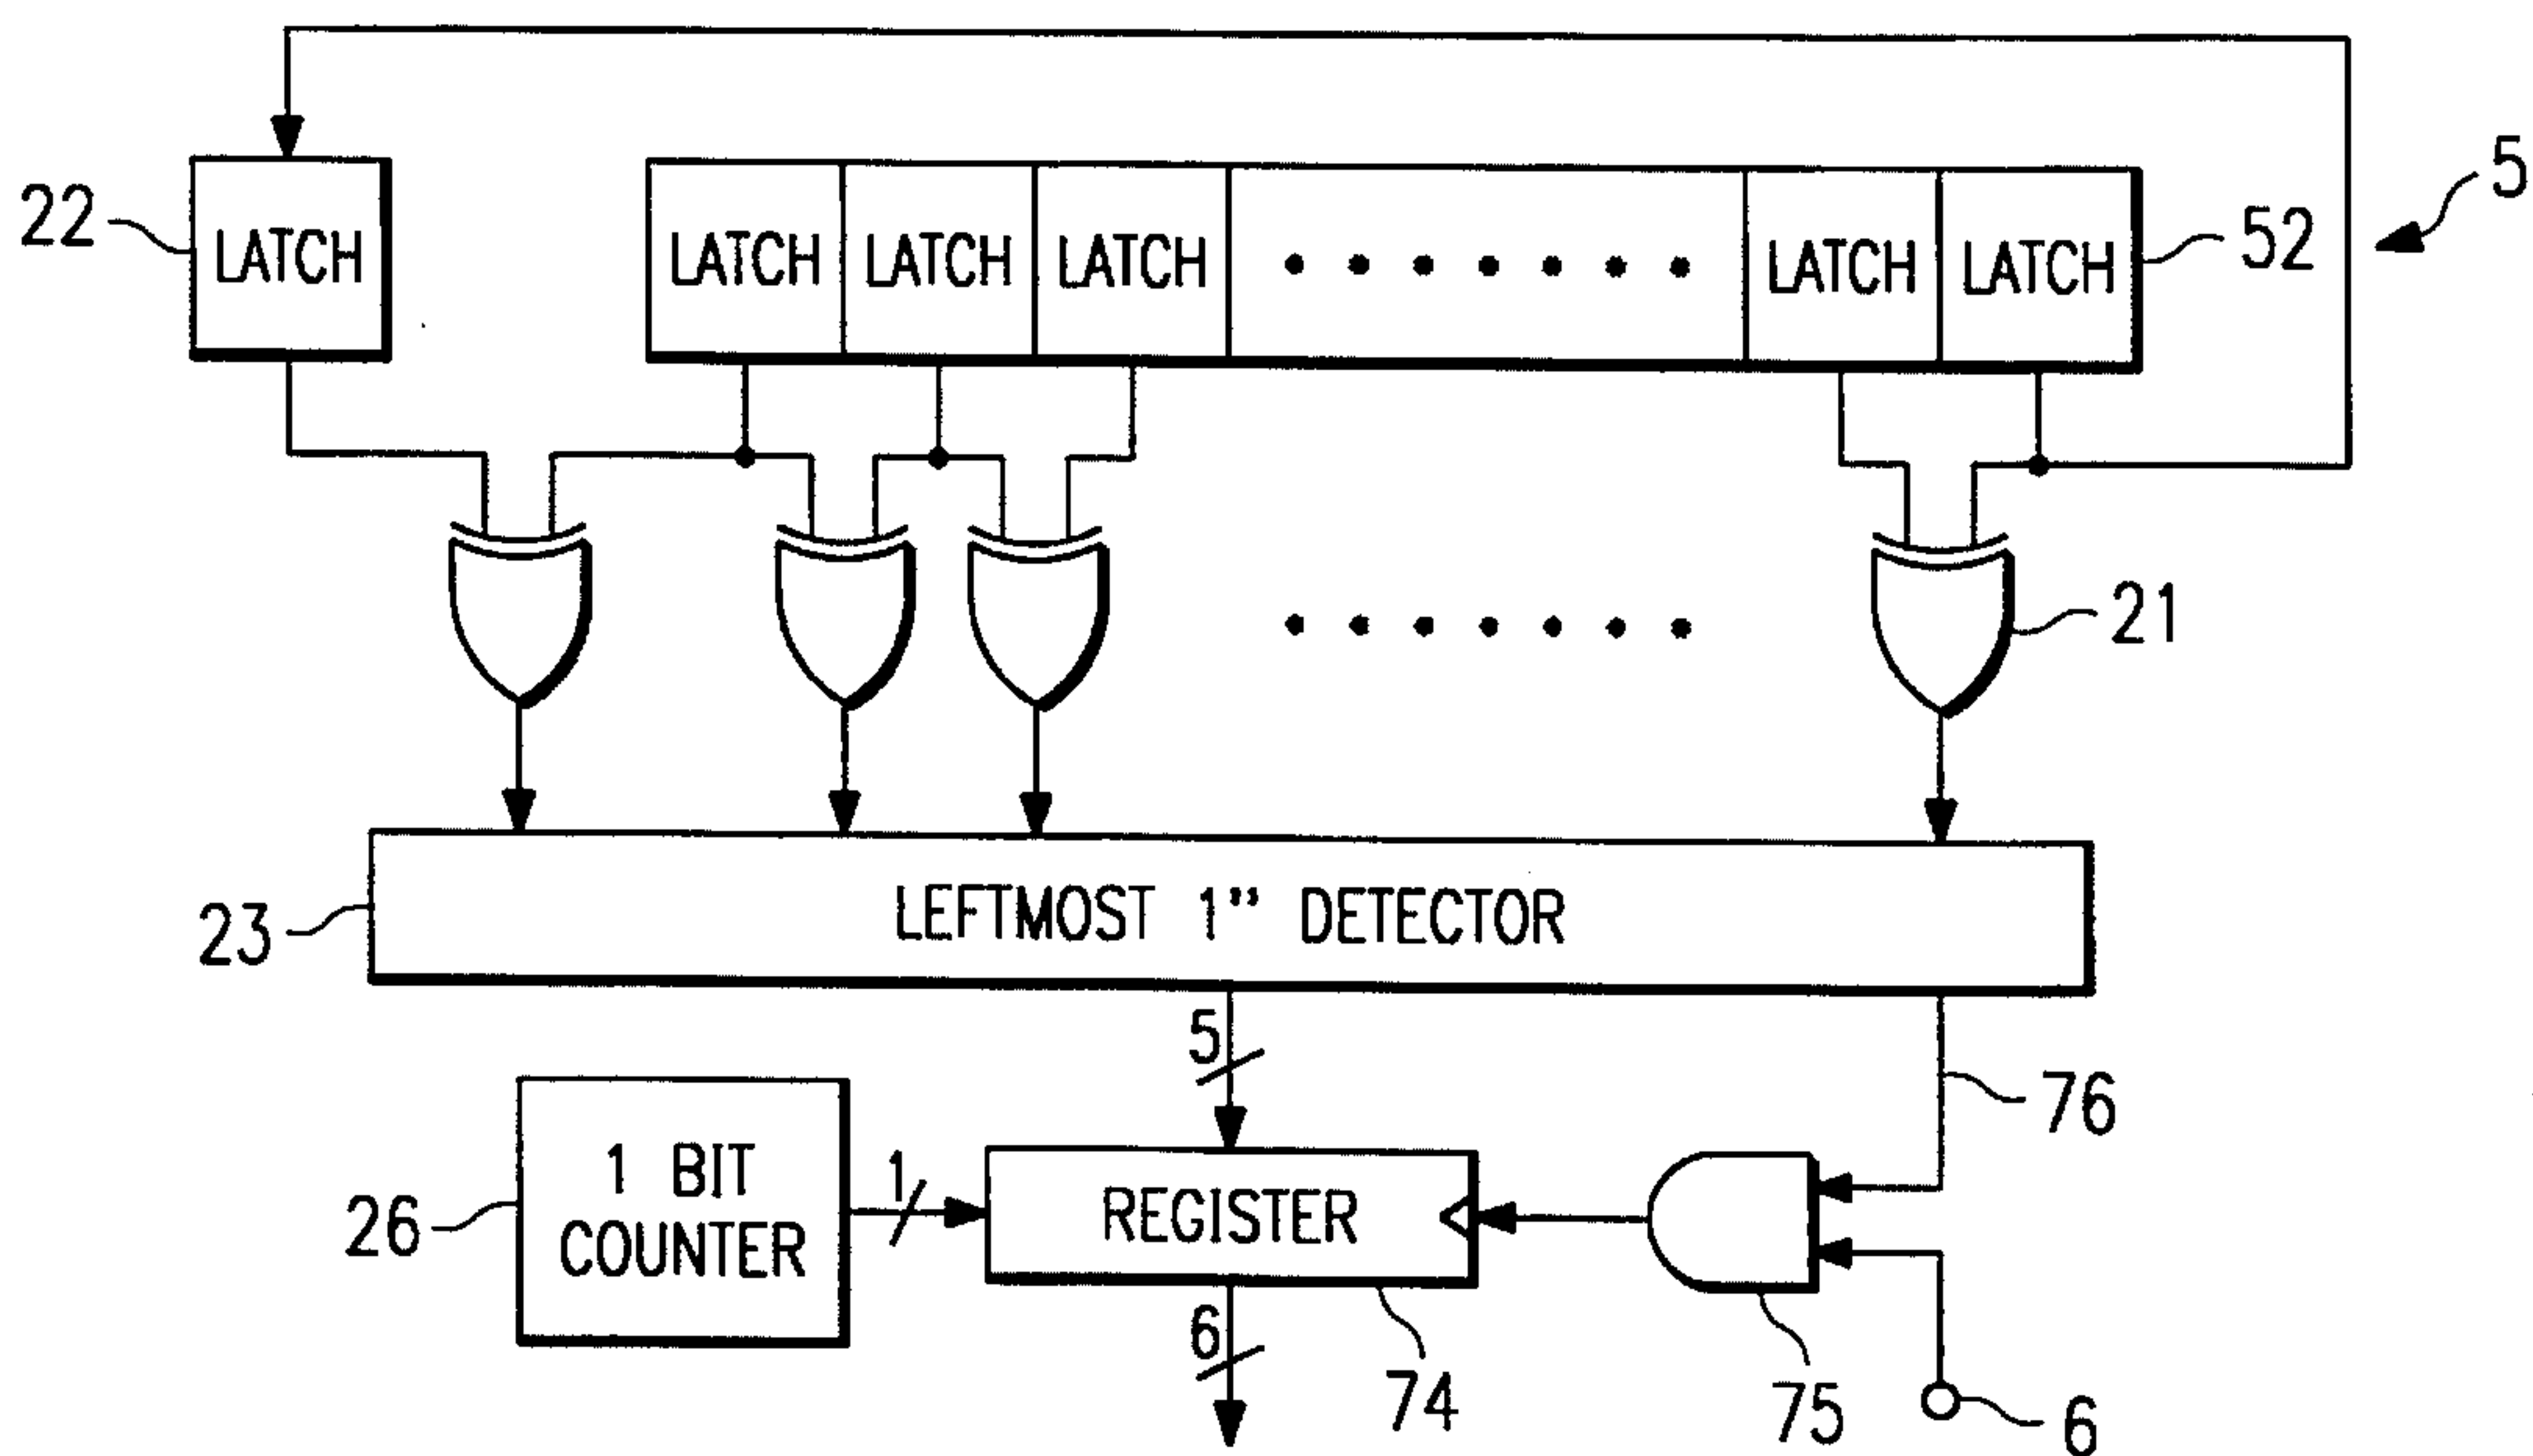 5
22
LATCH
LATCH
LATCH
LATCH
LATCH
LATCH
52
21
LEFTMOST 1” DETECTOR
23
5
76
1 BIT
COUNTER
26
1
REGISTER
6
74
75
6